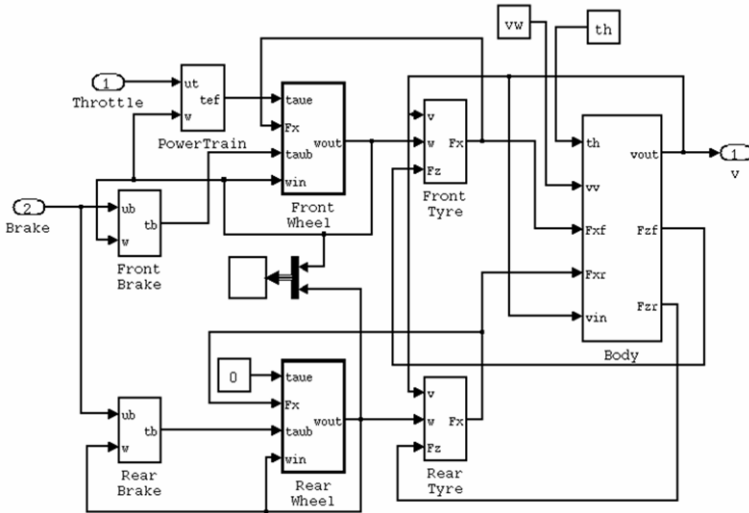 vw
th
1
Throttle
ut
w
tef
PowerTrain
taue
Fx
taub
win
wout
Front
Wheel
v
w
Fz
Fx
Front
Tyre
th
vv
Fxf
Fxr
vin
vout
Fzf
Fzr
Body
1
v
2
Brake
ub
w
tb
Front
Brake
0
taue
Fx
taub
win
wout
Rear
Wheel
v
w
Fz
Fx
Rear
Tyre
ub
w
tb
Rear
Brake